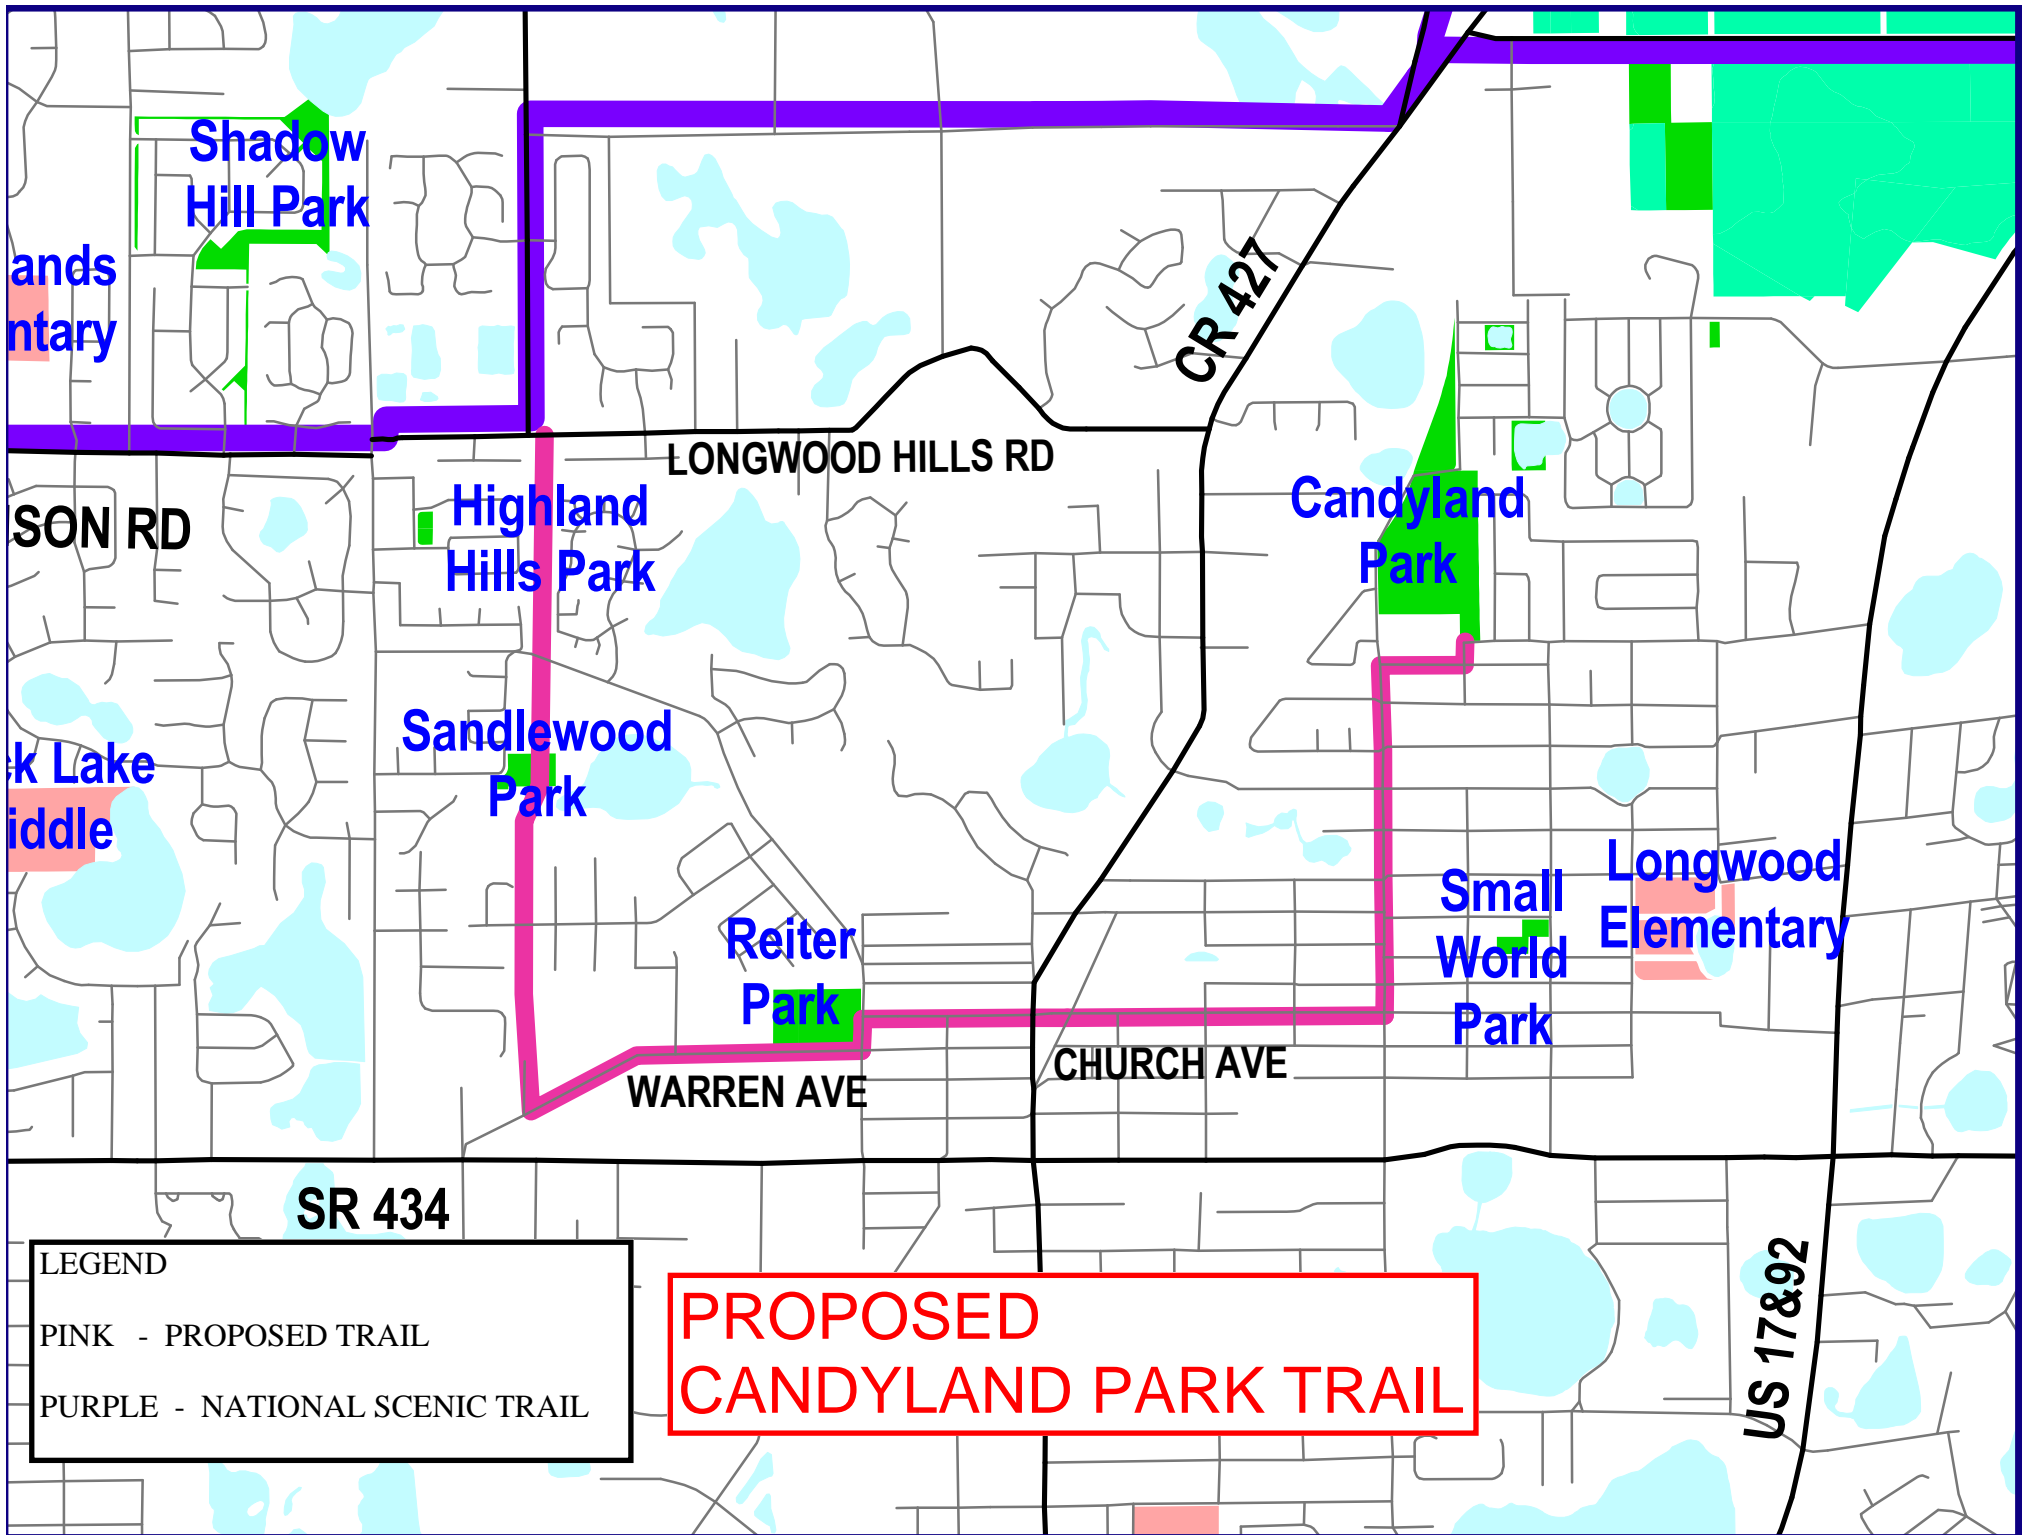 Shadow
Hill Park
ands
ntary
CR 427
LONGWOOD HILLS RD
SON RD
Highland
Hills Park
Candyland
Park
Sandlewood
Park
ck Lake
iddle
Longwood
Elementary
Small
World
Park
Reiter
Park
CHURCH AVE
WARREN AVE
SR 434
US 17&92
LEGEND
PINK - PROPOSED TRAIL
PURPLE - NATIONAL SCENIC TRAIL
PROPOSED
CANDYLAND PARK TRAIL